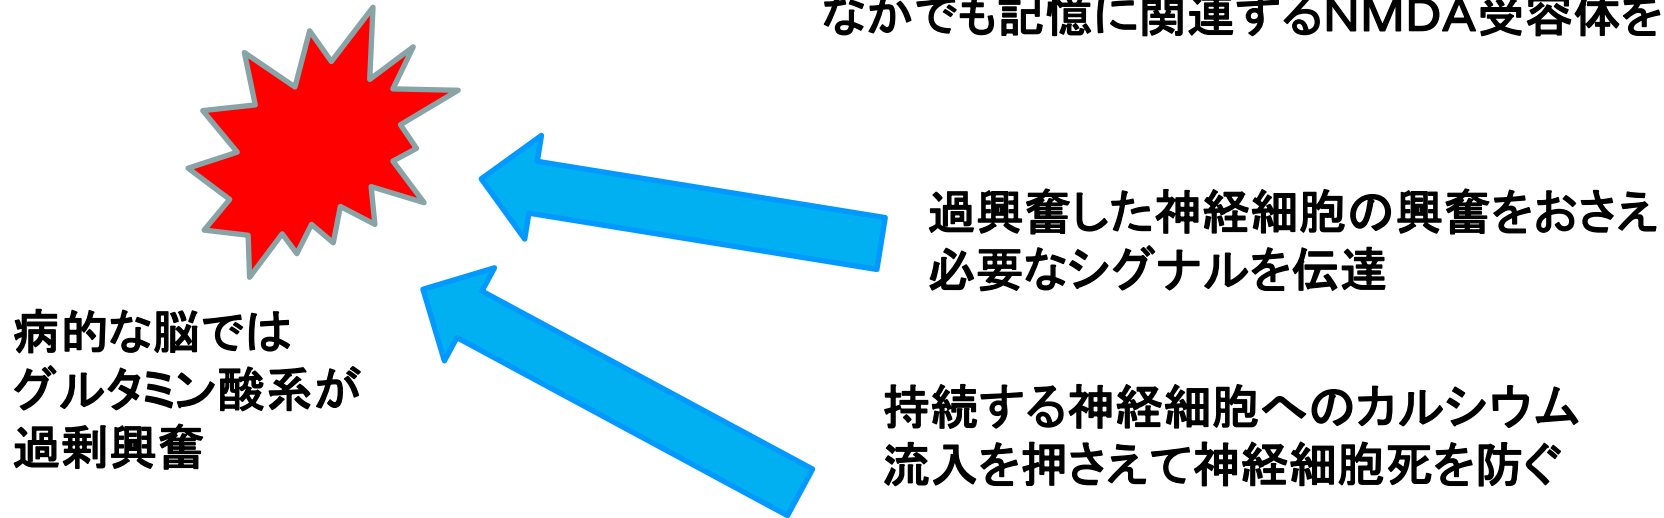 なかでも記憶に関連するＮＭＤＡ受容体を
過興奮した神経細胞の興奮をおさえ
必要なシグナルを伝達
病的な脳では
グルタミン酸系が
過剰興奮
持続する神経細胞へのカルシウム
流入を押さえて神経細胞死を防ぐ